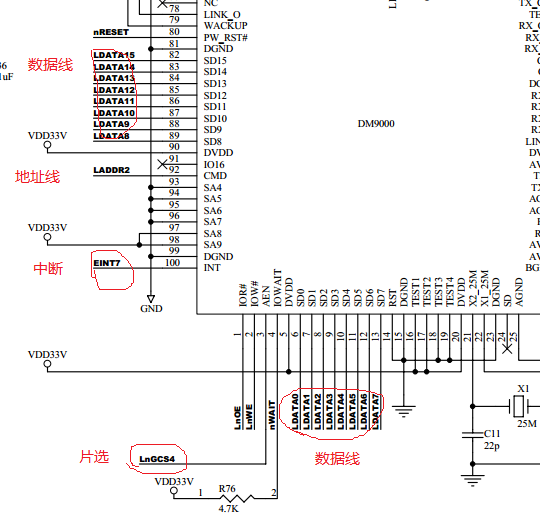 NC
78
LINK_O
79
WACKUP
nRESET
80
PW_RST#
81
DGND
数据线
LDATA15
82
SD15
LDATA14
83
SD14
LDATA13
84
SD13
LDATA12
85
SD12
LDATA11
86
SD11
LDATA10
87
SD10
LDATA9
88
SD9
LDATA8
89
SD8
VDD33V
90
DVDD
91
IO16
地址线
LADDR2
92
CMD
93
SA4
94
SA5
95
SA6
96
SA7
VDD33V
97
SA8
98
SA9
99
DGND
中断
EINT7
100
INT
GND
DM9000
IOR#
IOW#
AEN
IOWAIT
DVDD
SD0
SD1
SD2
SD3
SD4
SD5
SD6
SD7
RST
DGND
TEST1
TEST2
TEST3
TEST4
DVDD
X2_25M
X1_25M
DGND
SD
AGND
1
2
3
4
5
6
7
8
9
10
11
12
13
14
15
16
17
18
19
20
21
22
23
24
25
VDD33V
LnOE
LnWE
nWAIT
LDATA0
LDATA1
LDATA2
LDATA3
LDATA4
LDATA5
LDATA6
LDATA7
数据线
片选
LnGCS4
VDD33V
1
R76
2
4.7K
X1
25M
C11
22p